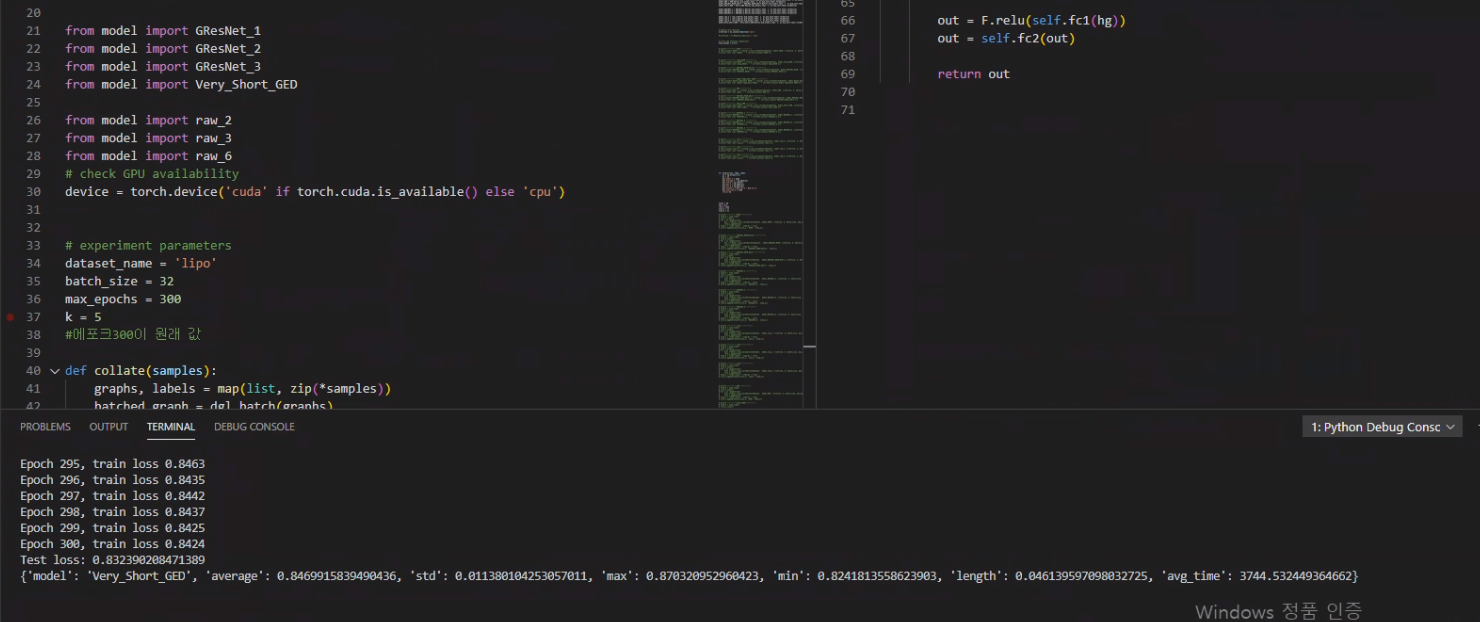 20
21 from model import GResNet_1
22 from model import GResNet_2
23 from model import GResNet_3
24 from model import Very_Short_GED
25
26 from model import raw_2
27 from model import raw_3
28 from model import raw_6
29 # check GPU availability
30 device = torch.device('cuda' if torch.cuda.is_available() else 'cpu')
31
32
33 # experiment parameters
34 dataset_name = 'lipo'
35 batch_size = 32
36 max_epochs = 300
37 k = 5
38 #에포크300이 원래 값
39
40 def collate(samples):
41 graphs, labels = map(list, zip(*samples))
42 batched_graph = dgl.batch(graphs)
65
66 out = F.relu(self.fc1(hg))
67 out = self.fc2(out)
68
69 return out
70
71
PROBLEMS OUTPUT TERMINAL DEBUG CONSOLE
1: Python Debug Consc
Epoch 295, train loss 0.8463
Epoch 296, train loss 0.8435
Epoch 297, train loss 0.8442
Epoch 298, train loss 0.8437
Epoch 299, train loss 0.8425
Epoch 300, train loss 0.8424
Test loss: 0.832390208471389
{'model': 'Very_Short_GED', 'average': 0.8469915839490436, 'std': 0.011380104253057011, 'max': 0.870320952960423, 'min': 0.8241813558623903, 'length': 0.046139597098032725, 'avg_time': 3744.532449364662}
Windows 정품 인증